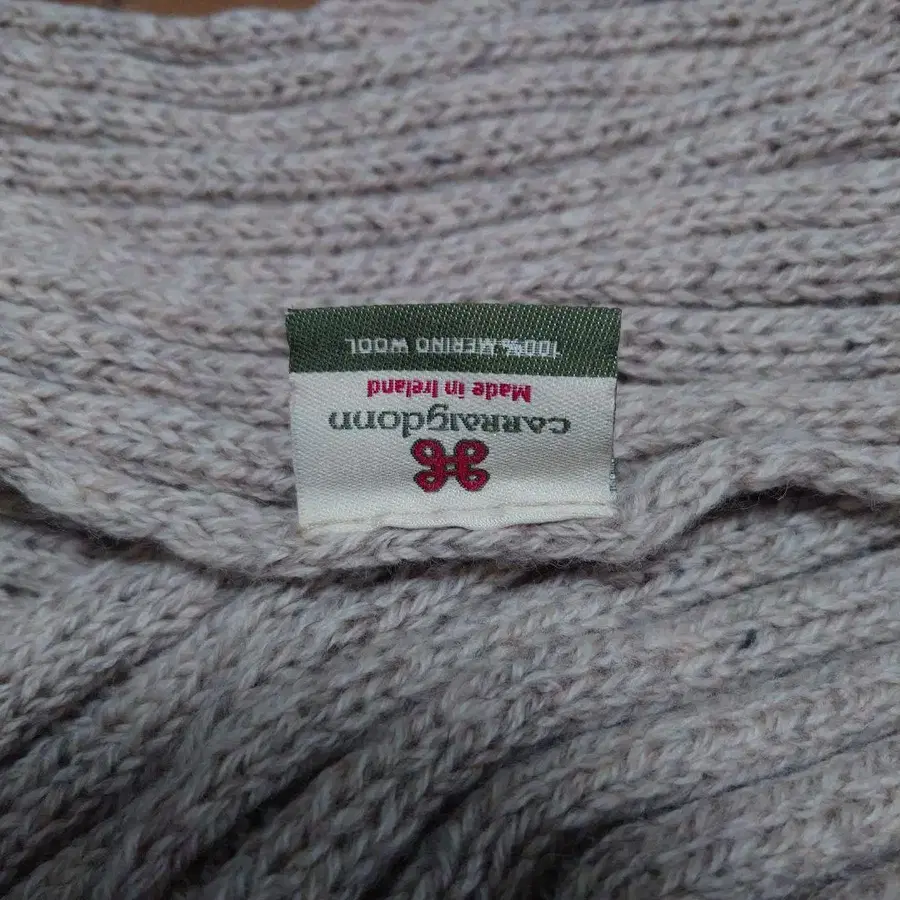 carraigdonn
Made in Ireland
100% MERINO WOOL